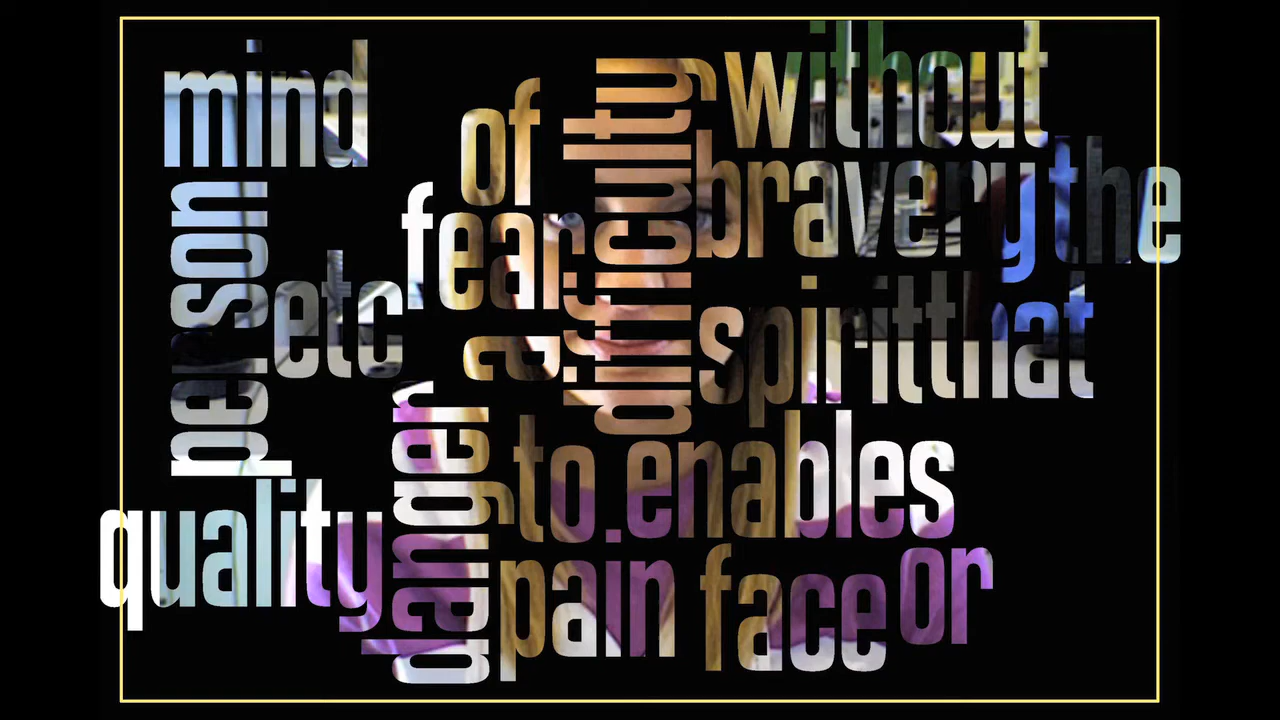 mind
of
difficulty
without
bravery
the
person
fear
etc
a
spirit
that
danger
to
enables
quality
pain
face
or